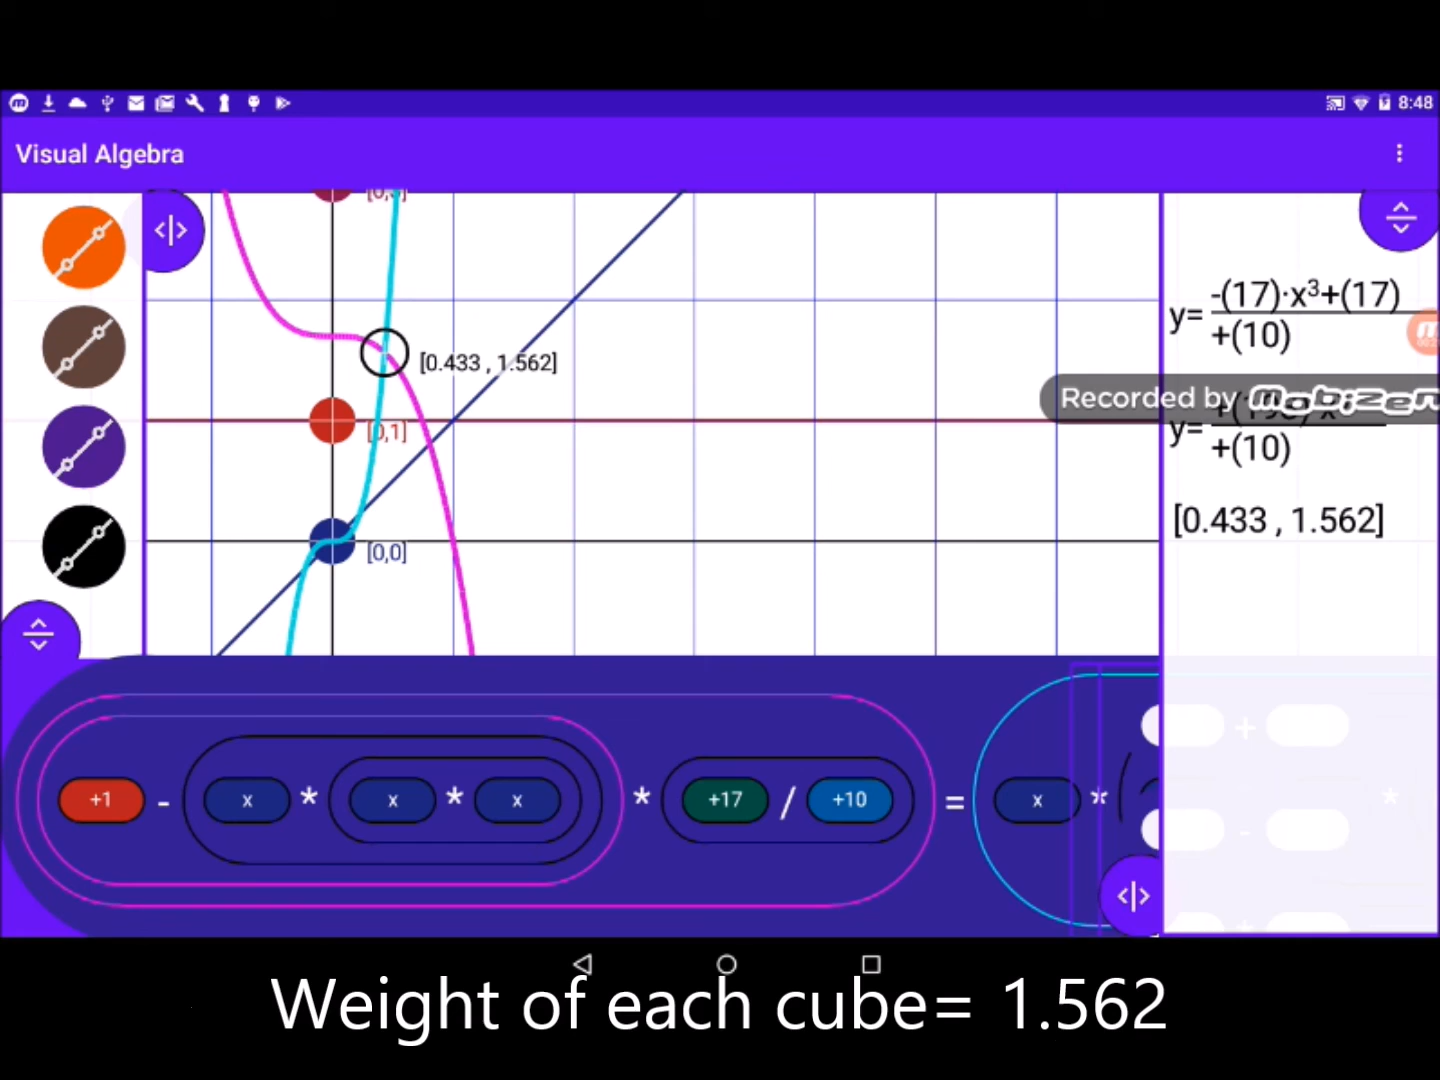 8:48
Visual Algebra
[0,1]
[0,0]
[0.433 , 1.562]
y= -(17)·x³+(17)
+(10)
Recorded by Mobizen
y=
+(10)
[0.433 , 1.562]
+1 - x * x * x * +17 / +10 = x * (
+
-
*
Weight of each cube= 1.562